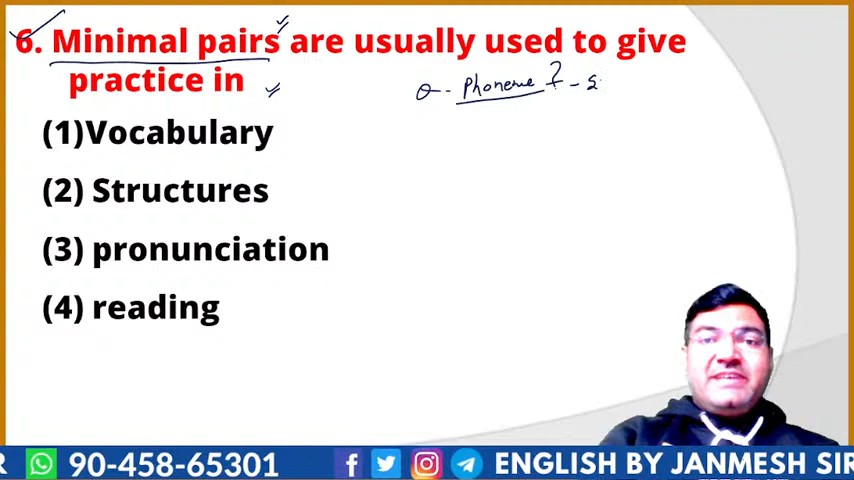 6. Minimal pairs are usually used to give
practice in
Phoneme ? -
(1)Vocabulary
(2) Structures
(3) pronunciation
(4) reading
R 90-458-65301 ENGLISH BY JANMESH SIR